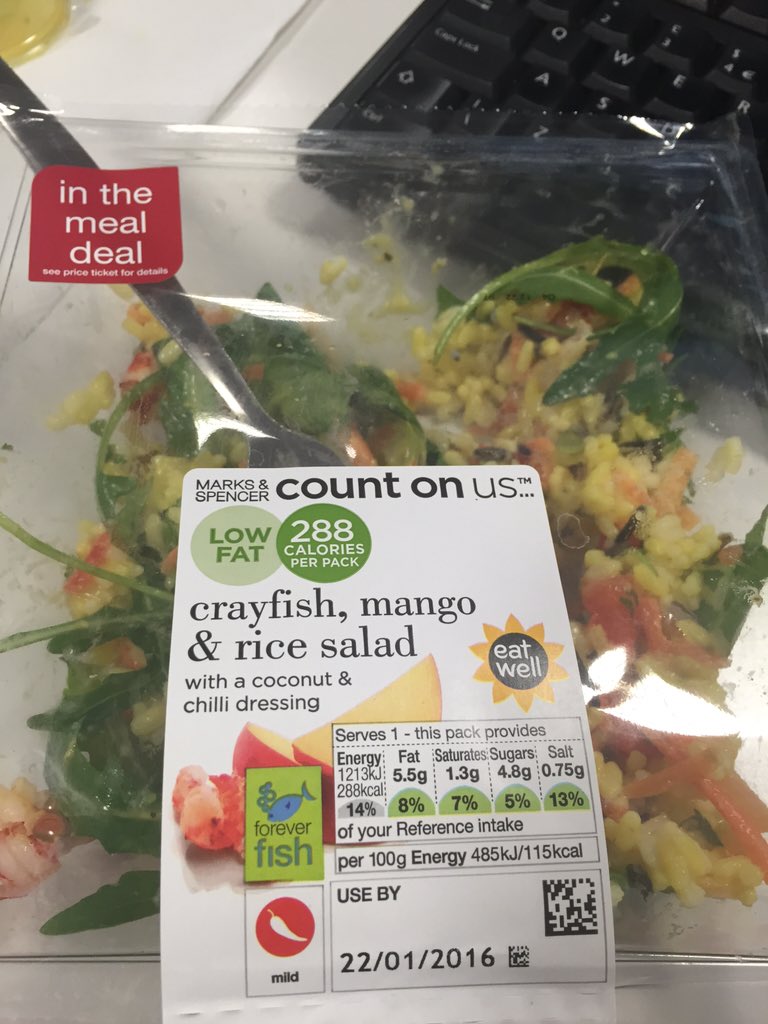 in the
meal
deal
see price ticket for details
Caps Lock
Q
W
E
R
A
S
Z
MARKS &
SPENCER
count on us™...
LOW
FAT
288
CALORIES
PER PACK
crayfish, mango
& rice salad
with a coconut &
chilli dressing
eat
well
Serves 1 - this pack provides
Energy Fat Saturates Sugars Salt
1213kJ 5.5g 1.3g 4.8g 0.75g
288kcal
14% 8% 7% 5% 13%
of your Reference intake
per 100g Energy 485kJ/115kcal
forever
fish
mild
USE BY
22/01/2016